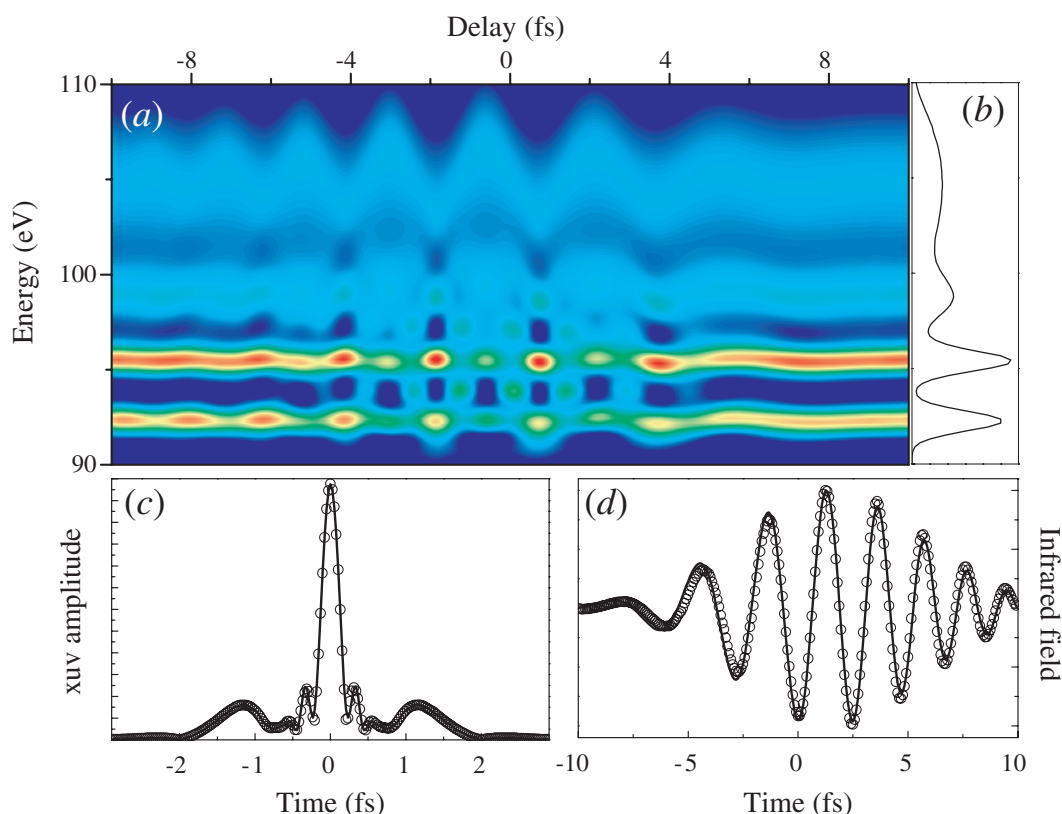 Delay (fs)
-8 -4 0 4 8
110
100
90
Energy (eV)
(a)
(b)
(c)
(d)
xuv amplitude
Infrared field
-2 -1 0 1 2
-10 -5 0 5 10
Time (fs)
Time (fs)